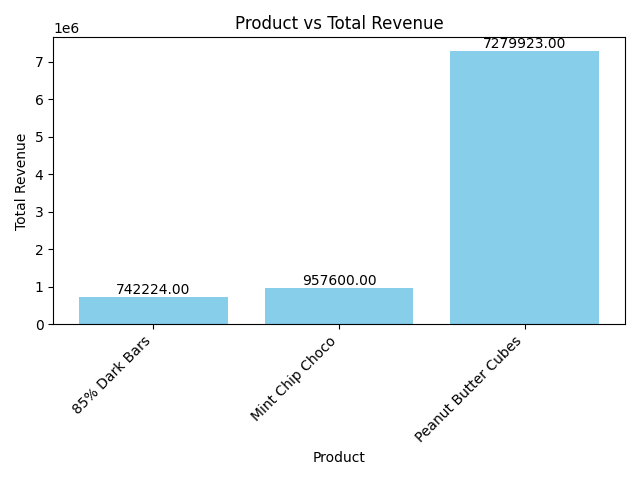 Product vs Total Revenue
1e6
Total Revenue
7
6
5
4
3
2
1
0
742224.00
957600.00
7279923.00
85% Dark Bars
Mint Chip Choco
Peanut Butter Cubes
Product